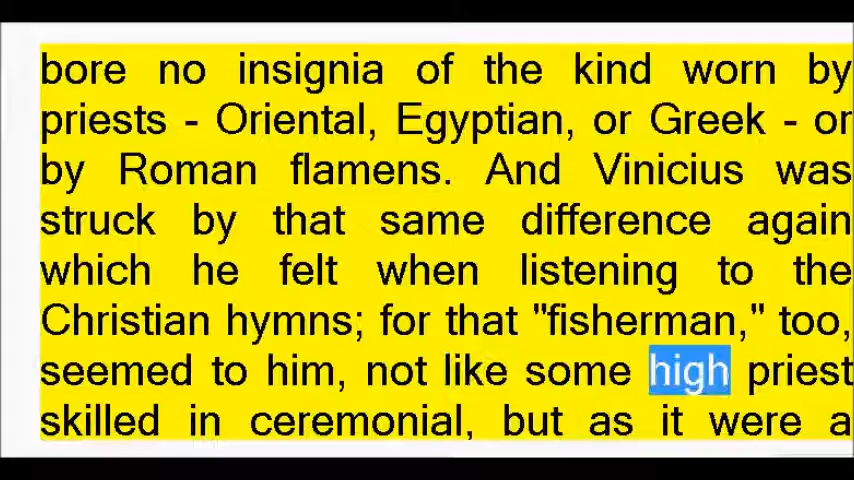 bore no insignia of the kind worn by
priests - Oriental, Egyptian, or Greek - or
by Roman flamens. And Vinicius was
struck by that same difference again
which he felt when listening to the
Christian hymns; for that "fisherman," too,
seemed to him, not like some high priest
skilled in ceremonial, but as it were a